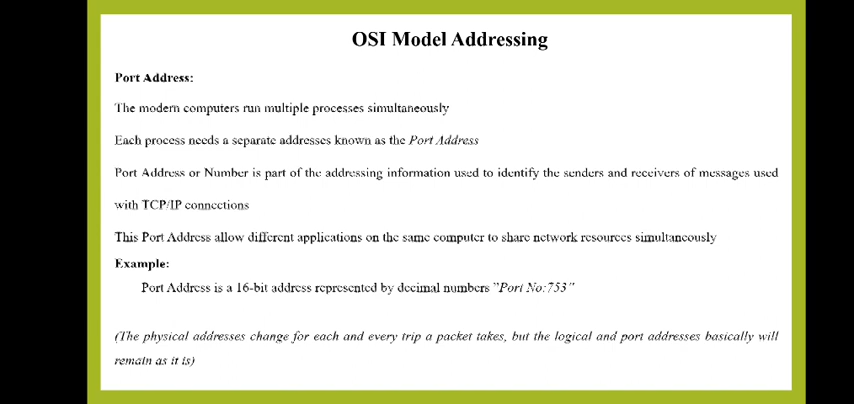 OSI Model Addressing
Port Address:
The modern computers run multiple processes simultaneously
Each process needs a separate addresses known as the Port Address
Port Address or Number is part of the addressing information used to identify the senders and receivers of messages used
with TCP/IP connections
This Port Address allow different applications on the same computer to share network resources simultaneously
Example:
Port Address is a 16-bit address represented by decimal numbers "Port No:753"
(The physical addresses change for each and every trip a packet takes, but the logical and port addresses basically will
remain as it is)